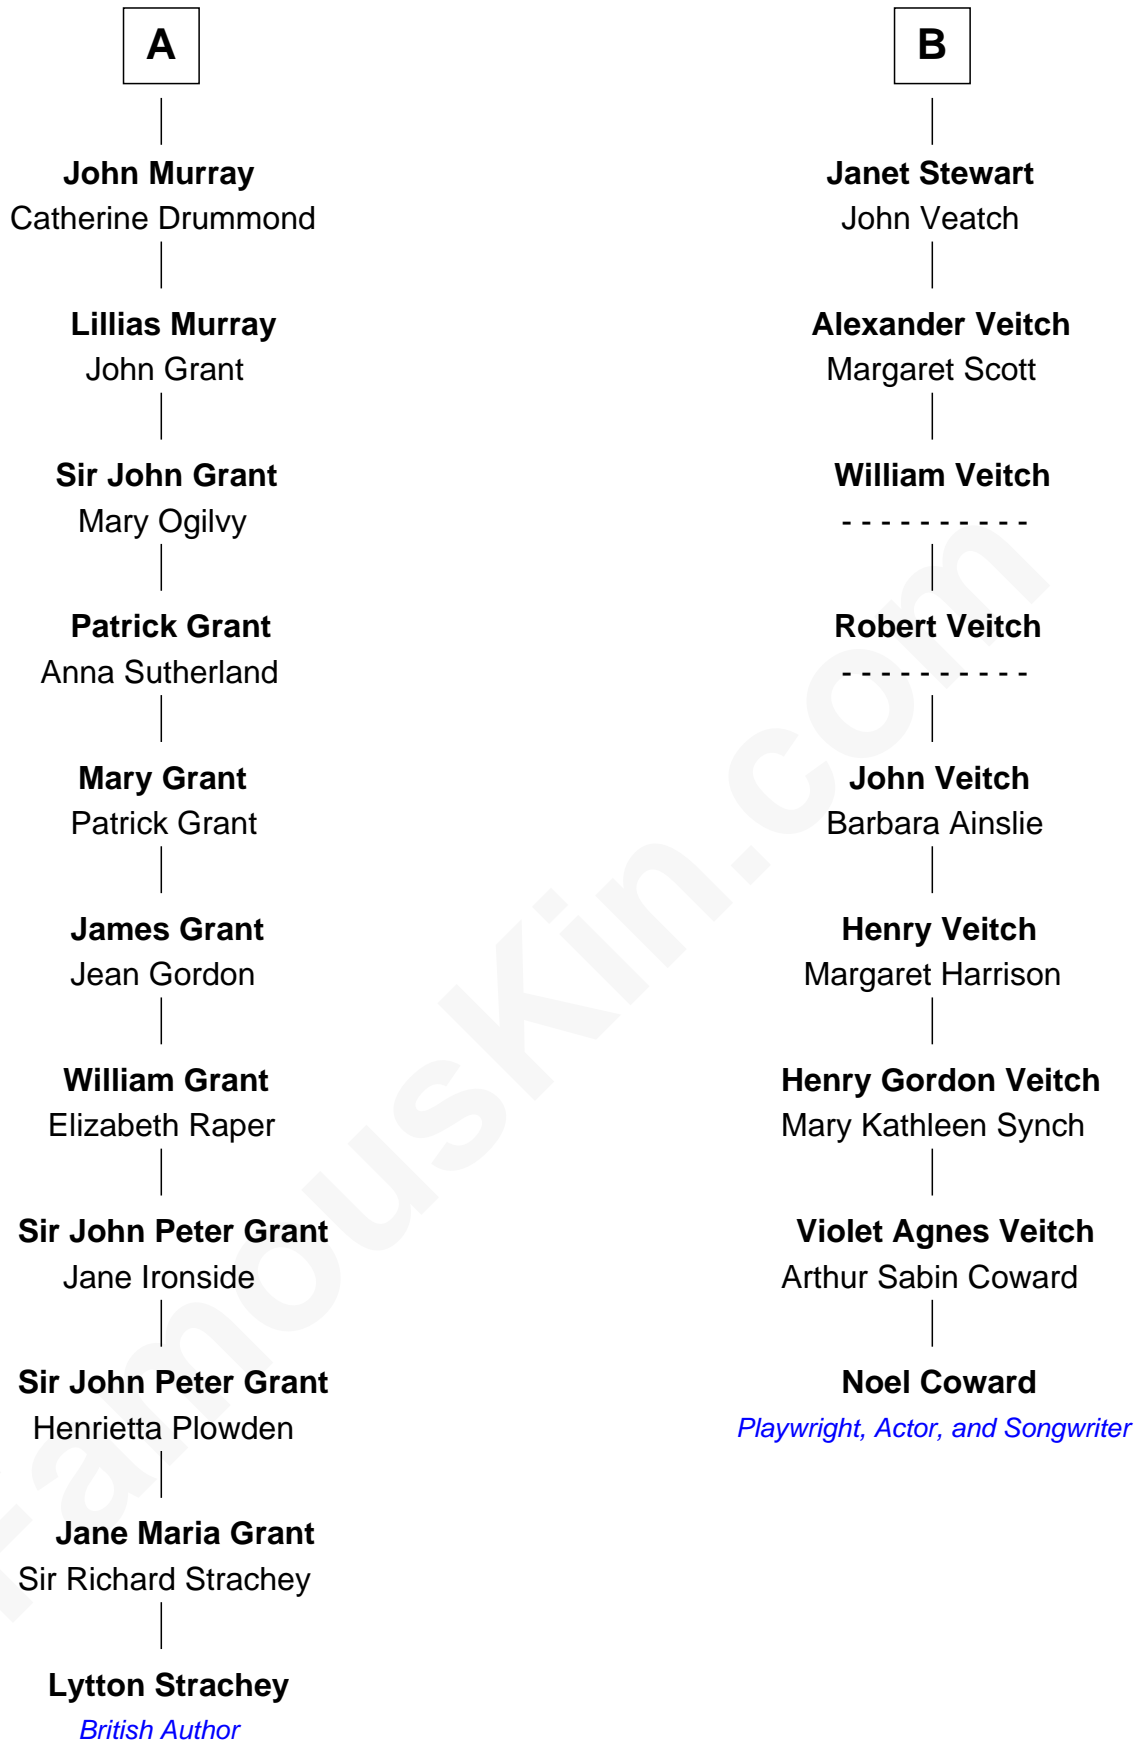 A
John Murray
Catherine Drummond
Lillias Murray
John Grant
Sir John Grant
Mary Ogilvy
Patrick Grant
Anna Sutherland
Mary Grant
Patrick Grant
James Grant
Jean Gordon
William Grant
Elizabeth Raper
Sir John Peter Grant
Jane Ironside
Sir John Peter Grant
Henrietta Plowden
Jane Maria Grant
Sir Richard Strachey
Lytton Strachey
British Author
B
Janet Stewart
John Veatch
Alexander Veitch
Margaret Scott
William Veitch
- - - - - - - - - -
Robert Veitch
- - - - - - - - - -
John Veitch
Barbara Ainslie
Henry Veitch
Margaret Harrison
Henry Gordon Veitch
Mary Kathleen Synch
Violet Agnes Veitch
Arthur Sabin Coward
Noel Coward
Playwright, Actor, and Songwriter
FamousKin.com